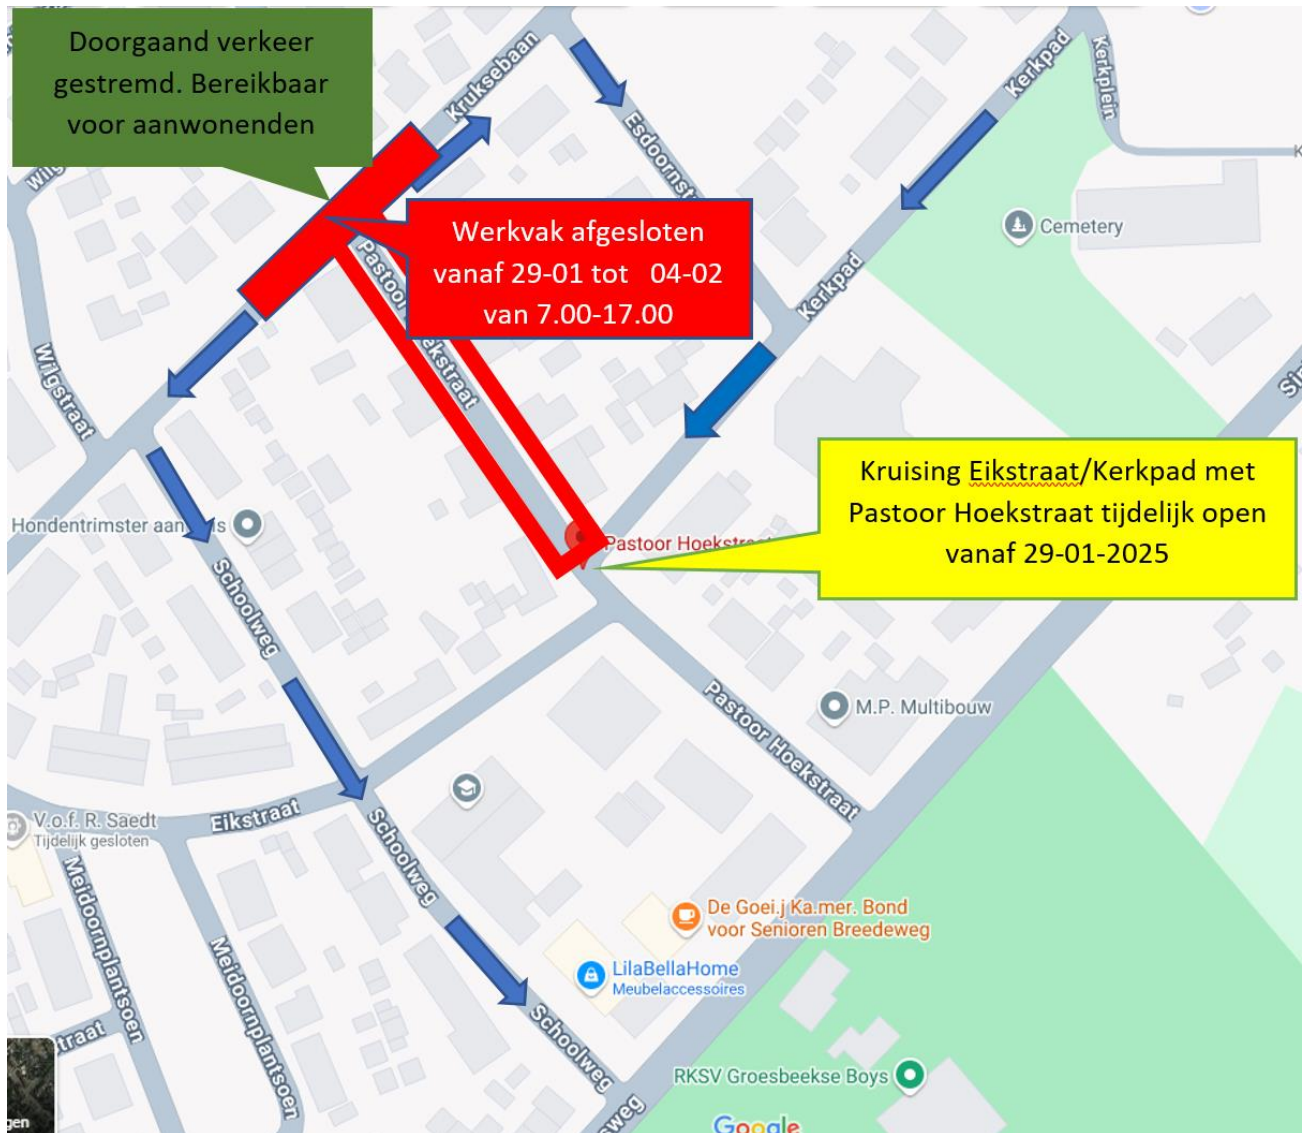 Doorgaand verkeer
gestremd. Bereikbaar
voor aanwonenden
Kruksebaan
Kerkpad
Kerkplein
Cemetery
Werkvak afgesloten
vanaf 29-01 tot 04-02
van 7.00-17.00
Kerkpad
Wilgstraat
Kruising Eikstraat/Kerkpad met
Pastoor Hoekstraat tijdelijk open
vanaf 29-01-2025
Hondentrimster aan
Pastoor
Schoolweg
Pastoor Hoekstraat
M.P. Multibouw
V.o.f. R. Saedt
Tijdelijk gesloten
Eikstraat
Schoolweg
Meidoornplantsoen
Meidoornplantsoen
De Goei.j Ka.mer. Bond
voor Senioren Breedeweg
LilaBellaHome
Meubelaccessoires
Schoolweg
RKSV Groesbeekse Boys
Google